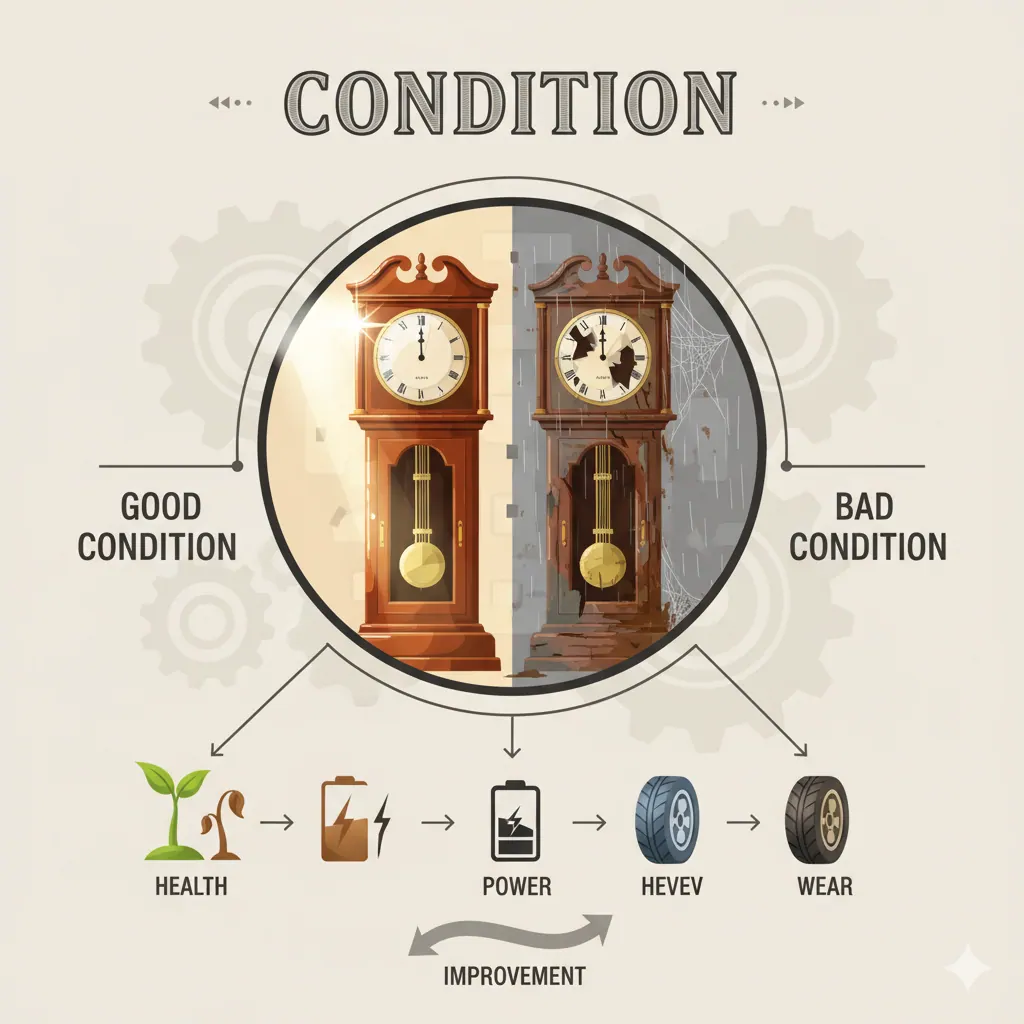 CONDITION
GOOD
CONDITION
BAD
CONDITION
HEALTH
POWER
HEVEV
WEAR
IMPROVEMENT